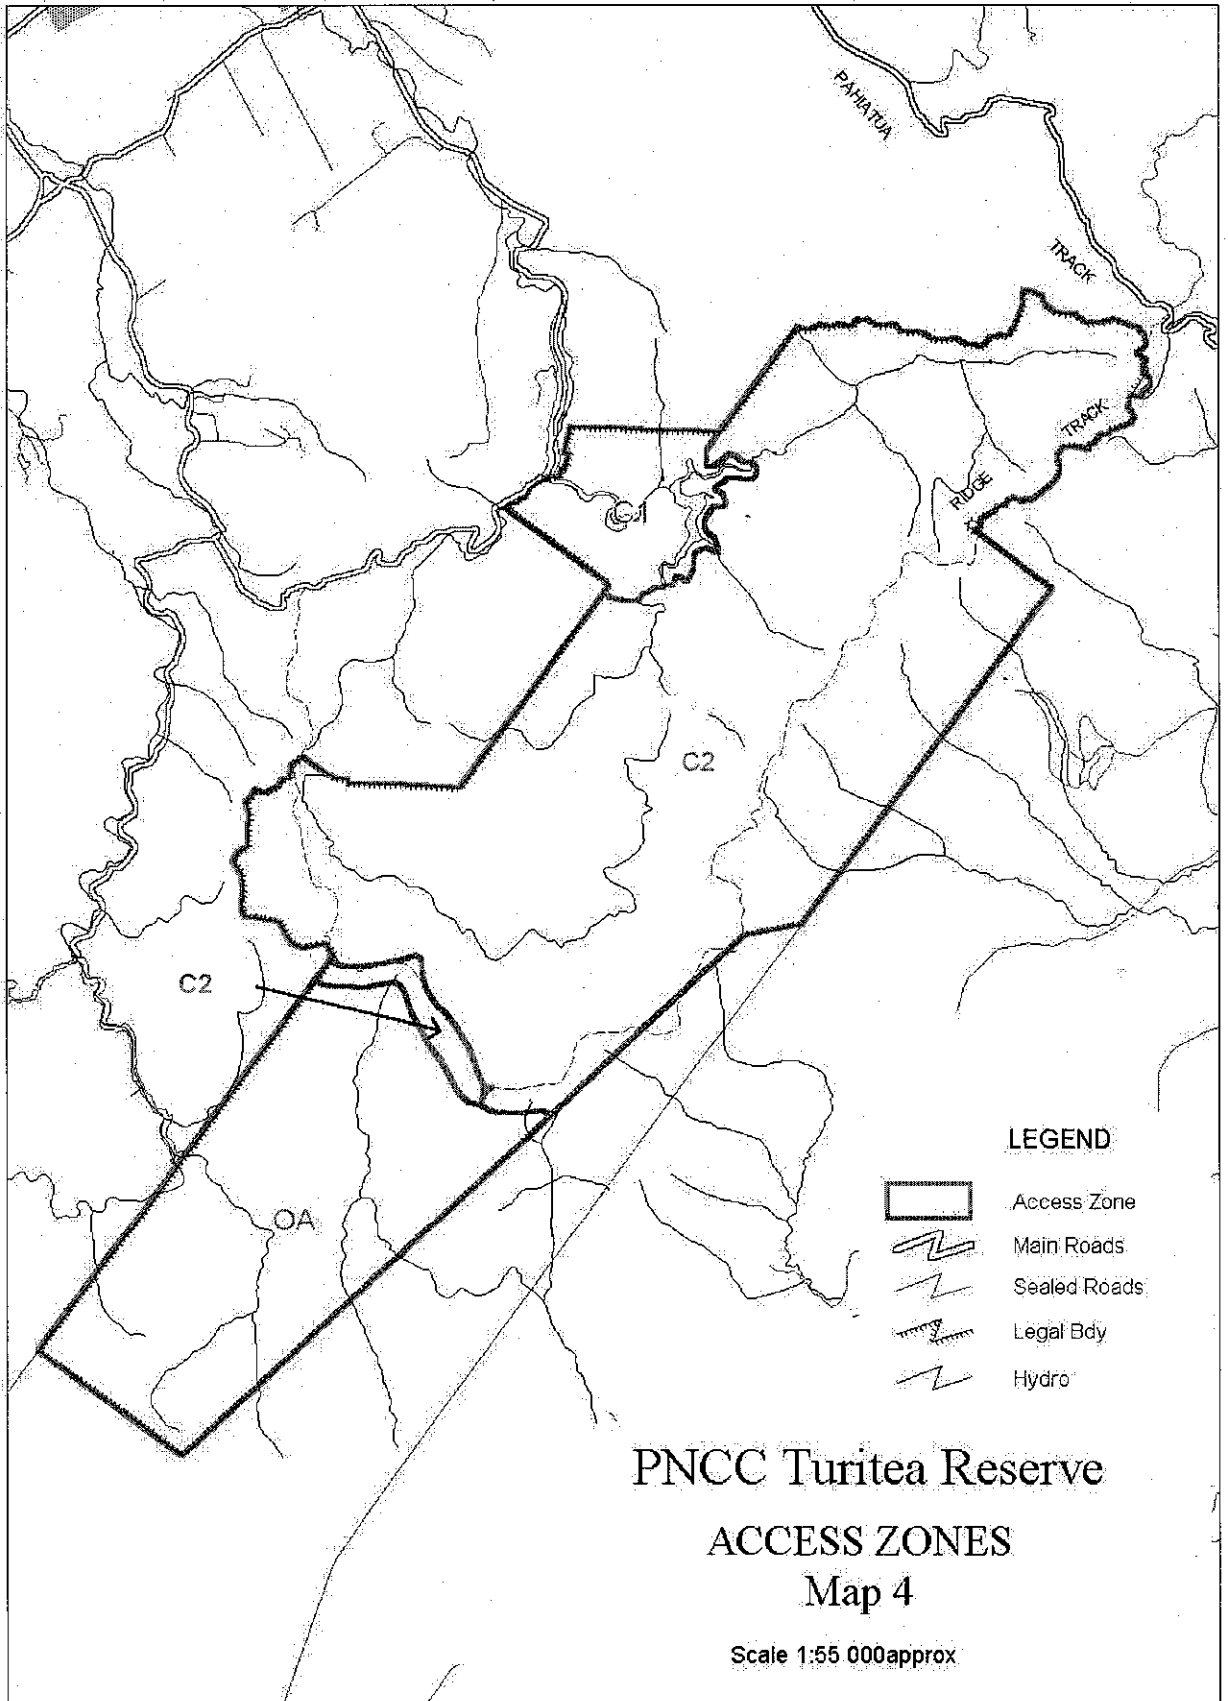 PAHIATUA
TRACK
TRACK
RIDGE
C2
C2
OA
LEGEND
Access Zone
Main Roads
Sealed Roads
Legal Bdy
Hydro
PNCC Turitea Reserve
ACCESS ZONES
Map 4
Scale 1:55 000approx